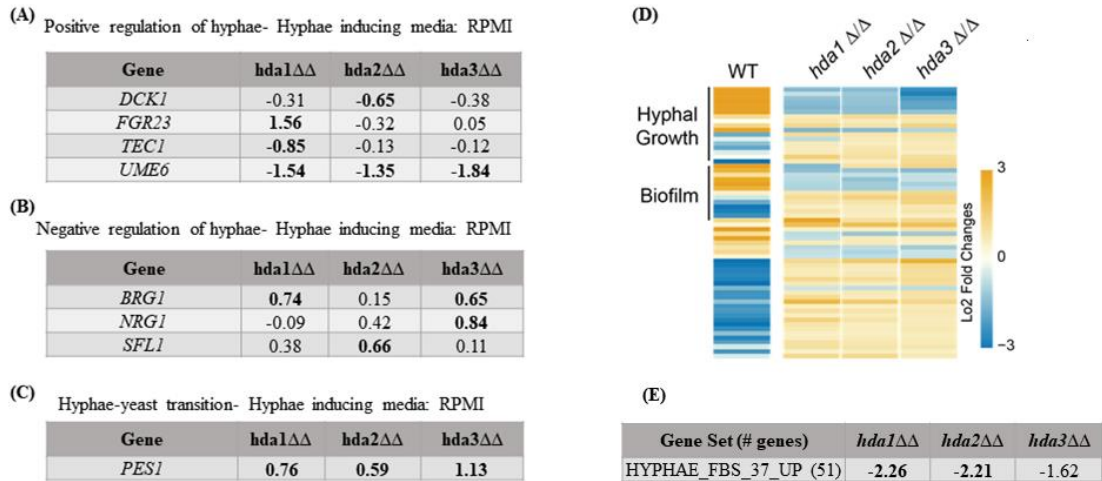 (A)
Positive regulation of hyphae- Hyphae inducing media: RPMI
Gene hda1ΔΔ hda2ΔΔ hda3ΔΔ
DCK1 -0.31 -0.65 -0.38
FGR23 1.56 -0.32 0.05
TEC1 -0.85 -0.13 -0.12
UME6 -1.54 -1.35 -1.84
(B)
Negative regulation of hyphae- Hyphae inducing media: RPMI
Gene hda1ΔΔ hda2ΔΔ hda3ΔΔ
BRG1 0.74 0.15 0.65
NRG1 -0.09 0.42 0.84
SFL1 0.38 0.66 0.11
(C)
Hyphae-yeast transition- Hyphae inducing media: RPMI
Gene hda1ΔΔ hda2ΔΔ hda3ΔΔ
PES1 0.76 0.59 1.13
(D)
WT hda1 Δ/Δ hda2 Δ/Δ hda3 Δ/Δ
Hyphal
Growth
Biofilm
3
0
-3
Lo2 Fold Changes
(E)
Gene Set (# genes) hda1ΔΔ hda2ΔΔ hda3ΔΔ
HYPHAE_FBS_37_UP (51) -2.26 -2.21 -1.62